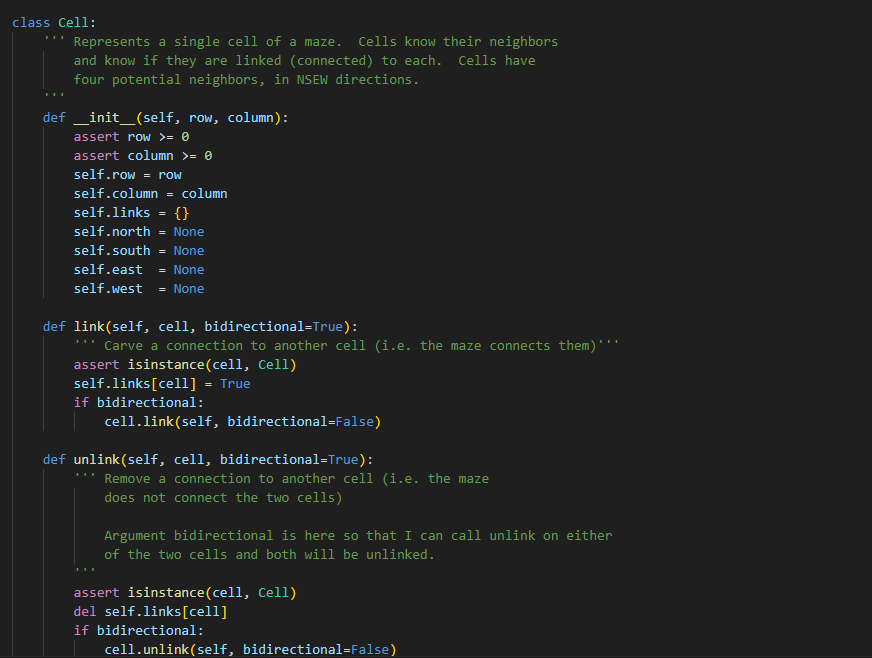 class Cell:
    ''' Represents a single cell of a maze.  Cells know their neighbors
        and know if they are linked (connected) to each.  Cells have
        four potential neighbors, in NSEW directions.
    '''
    def __init__(self, row, column):
        assert row >= 0
        assert column >= 0
        self.row = row
        self.column = column
        self.links = {}
        self.north = None
        self.south = None
        self.east  = None
        self.west  = None

    def link(self, cell, bidirectional=True):
        ''' Carve a connection to another cell (i.e. the maze connects them)'''
        assert isinstance(cell, Cell)
        self.links[cell] = True
        if bidirectional:
            cell.link(self, bidirectional=False)

    def unlink(self, cell, bidirectional=True):
        ''' Remove a connection to another cell (i.e. the maze
            does not connect the two cells)

            Argument bidirectional is here so that I can call unlink on either
            of the two cells and both will be unlinked.
        '''
        assert isinstance(cell, Cell)
        del self.links[cell]
        if bidirectional:
            cell.unlink(self, bidirectional=False)